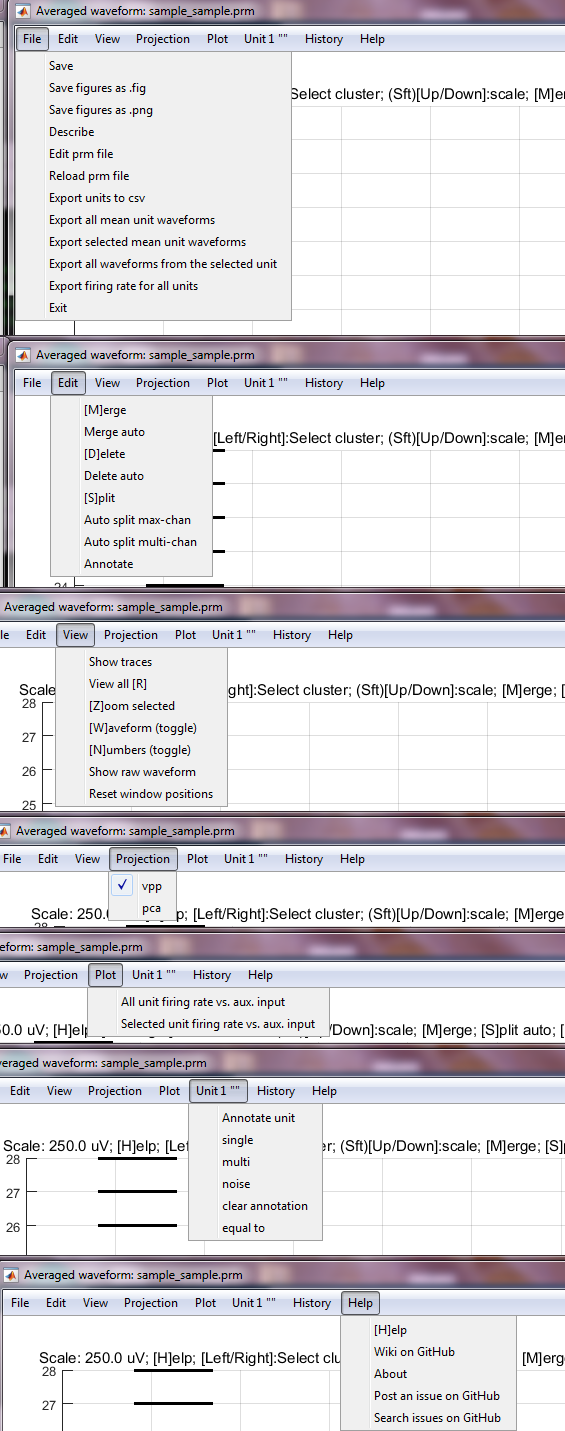 Averaged waveform: sample_sample.prm
File Edit View Projection Plot Unit 1 "" History Help
Save
Save figures as .fig
Select cluster; (Sft)[Up/Down]:scale; [M]
Save figures as .png
Describe
Edit prm file
Reload prm file
Export units to csv
Export all mean unit waveforms
Export selected mean unit waveforms
Export all waveforms from the selected unit
Export firing rate for all units
Exit
Averaged waveform: sample_sample.prm
File Edit View Projection Plot Unit 1 "" History Help
[M]erge
Merge auto
[Left/Right]:Select cluster; (Sft)[Up/Down]:scale; [M]e
[D]elete
Delete auto
[S]plit
Auto split max-chan
Auto split multi-chan
Annotate
24
Averaged waveform: sample_sample.prm
le Edit View Projection Plot Unit 1 "" History Help
Show traces
View all [R]
Scale ght]:Select cluster; (Sft)[Up/Down]:scale; [M]erge; [
28
[Z]oom selected
[W]aveform (toggle)
27
[N]umbers (toggle)
26
Show raw waveform
Reset window positions
25
Averaged waveform: sample_sample.prm
File Edit View Projection Plot Unit 1 "" History Help
vpp
pca
Scale: 250.0 elp; [Left/Right]:Select cluster; (Sft)[Up/Down]:scale; [M]erge
28
eform: sample_sample.prm
w Projection Plot Unit 1 "" History Help
All unit firing rate vs. aux. input
Selected unit firing rate vs. aux. input
0.0 uV; [H]elp /Down]:scale; [M]erge; [S]plit auto; [
veraged waveform: sample_sample.prm
Edit View Projection Plot Unit 1 "" History Help
Annotate unit
single
Scale: 250.0 uV; [H]elp; [Lef ter; (Sft)[Up/Down]:scale; [M]erge; [S]p
28
multi
noise
27
clear annotation
26
equal to
Averaged waveform: sample_sample.prm
File Edit View Projection Plot Unit 1 "" History Help
[H]elp
Wiki on GitHub
Scale: 250.0 uV; [H]elp; [Left/Right]:Select clu [M]erg
28
About
Post an issue on GitHub
27
Search issues on GitHub